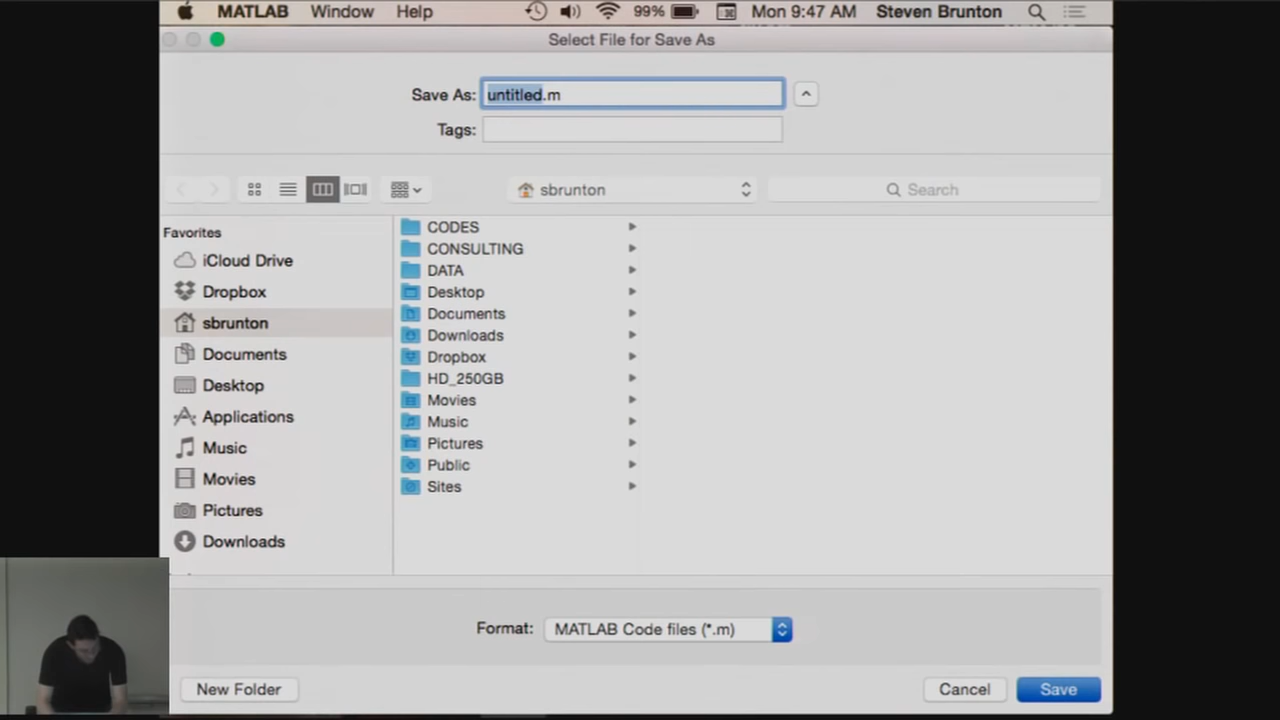 MATLAB Window Help 99% Mon 9:47 AM Steven Brunton
Select File for Save As
Save As: untitled.m
Tags:
sbrunton
Search
Favorites
iCloud Drive
Dropbox
sbrunton
Documents
Desktop
Applications
Music
Movies
Pictures
Downloads
CODES
CONSULTING
DATA
Desktop
Documents
Downloads
Dropbox
HD_250GB
Movies
Music
Pictures
Public
Sites
Format: MATLAB Code files (*.m)
New Folder
Cancel
Save